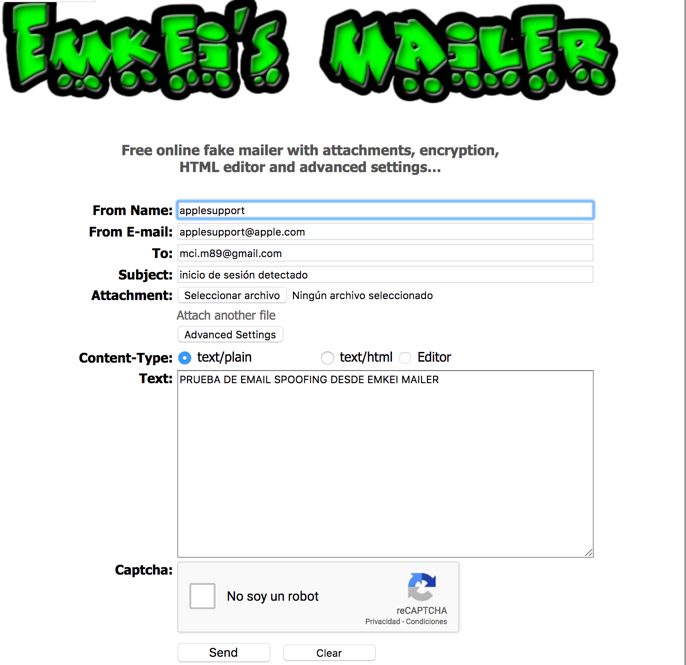 EMKEI'S MAILER
Free online fake mailer with attachments, encryption,
HTML editor and advanced settings...
From Name: applesupport
From E-mail: applesupport@apple.com
To: mci.m89@gmail.com
Subject: inicio de sesión detectado
Attachment: Seleccionar archivo Ningún archivo seleccionado
Attach another file
Advanced Settings
Content-Type: text/plain text/html Editor
Text: PRUEBA DE EMAIL SPOOFING DESDE EMKEI MAILER
Captcha:
No soy un robot
reCAPTCHA
Privacidad - Condiciones
Send Clear